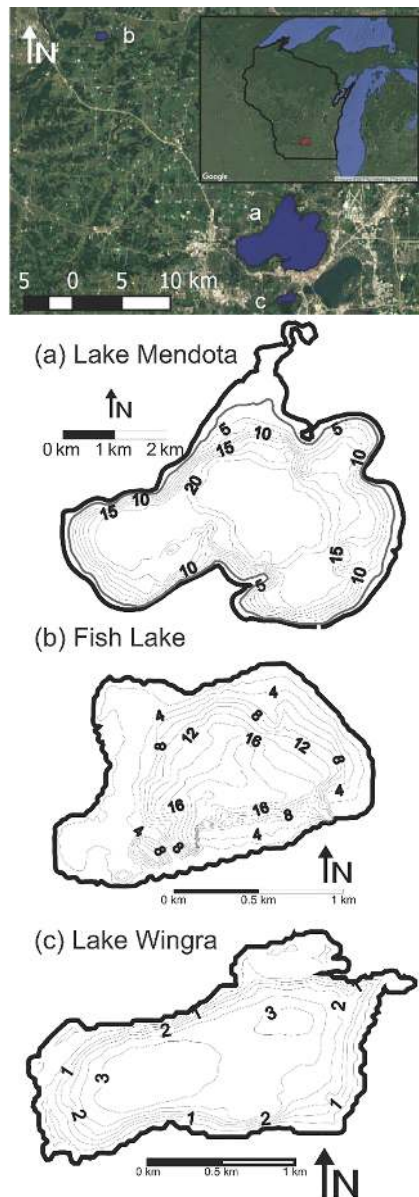 N
b
Google
a
c
5 0 5 10 km
(a) Lake Mendota
N
0 km 1 km 2 km
5 10 5
15 10
20
10
15
15
10
10
5
10
(b) Fish Lake
4 4
8
8 12 16 12 8
4
16 16 8
4 8 8 4
N
0 km 0.5 km 1 km
(c) Lake Wingra
1
2 3 2
1
3
2 1 2 1
0 km 0.5 km 1 km
N